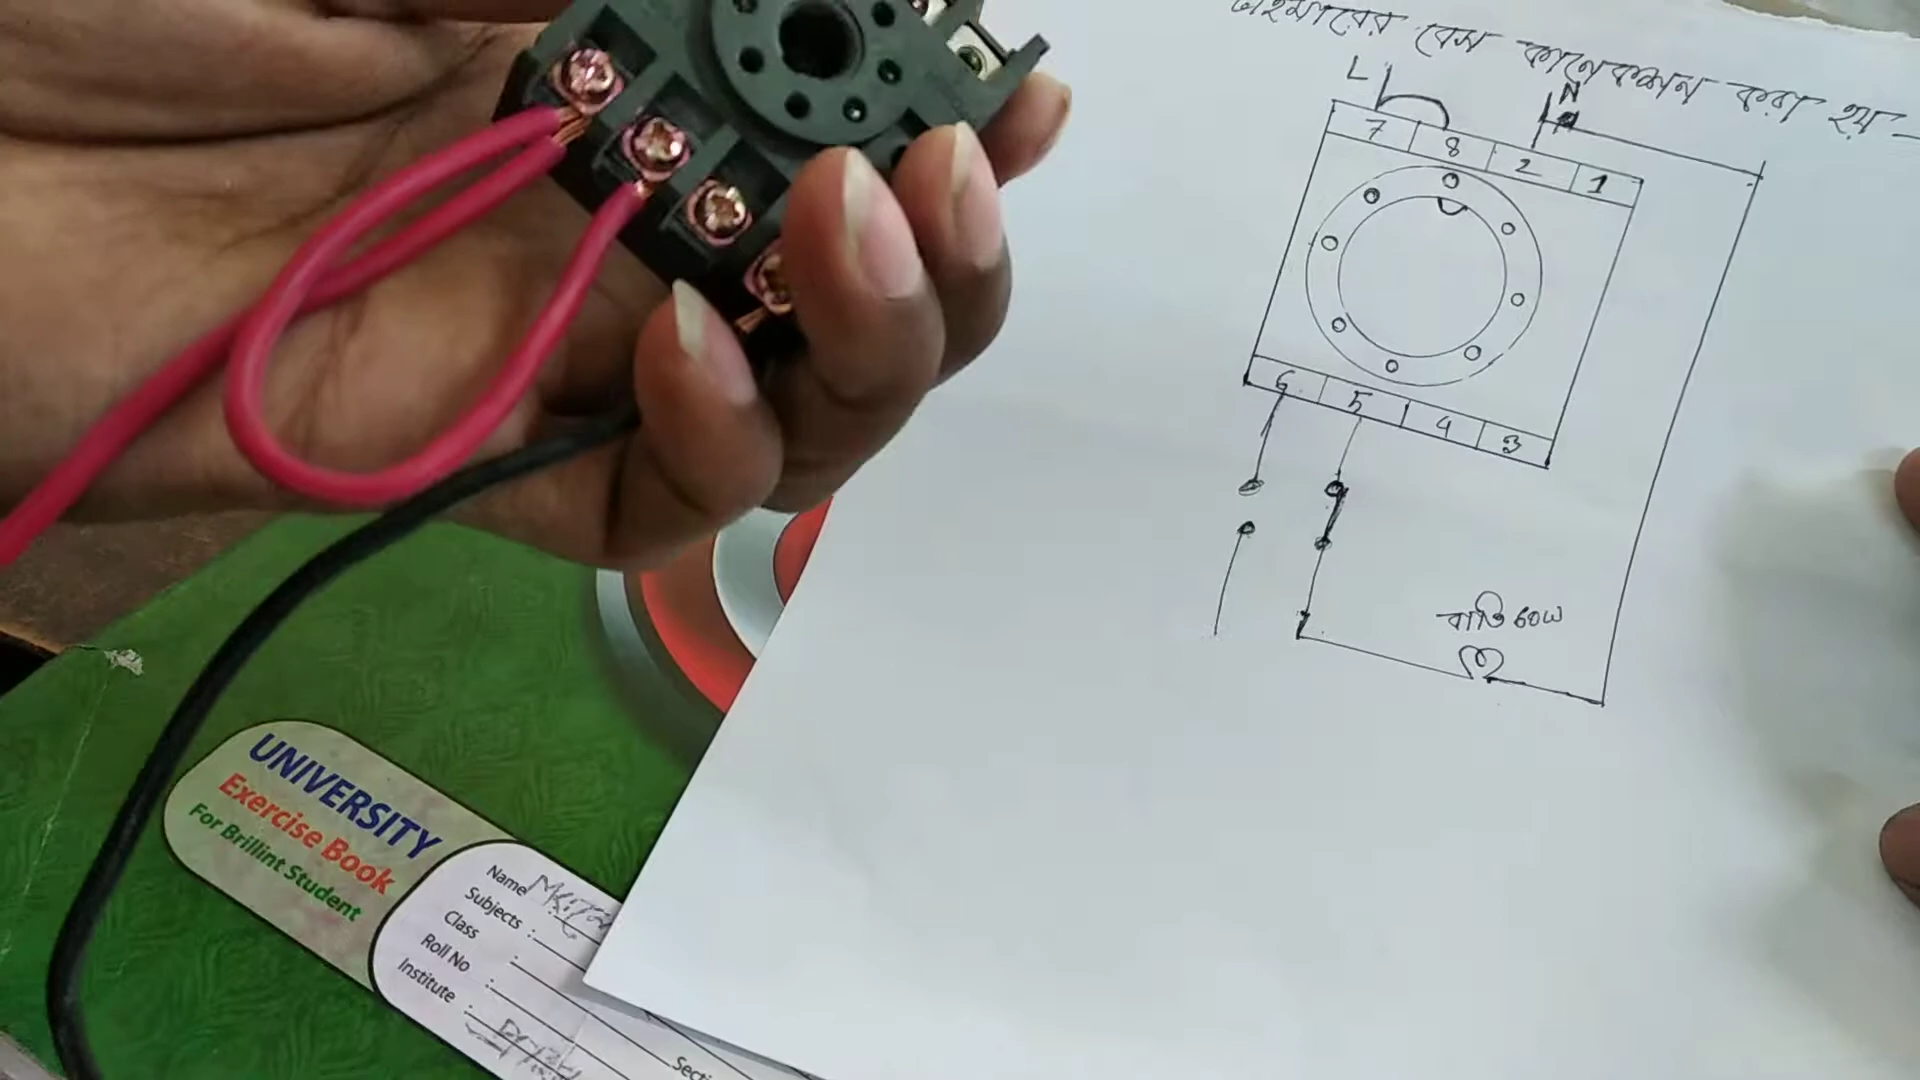 টাইমারের বেস কানেকশন করা হয় -
L
N
7 8 2 1
6 5 4 3
বাতি 60W
UNIVERSITY
Exercise Book
For Brillint Student
Name
Subjects :
Class :
Roll No :
Institute :
Secti